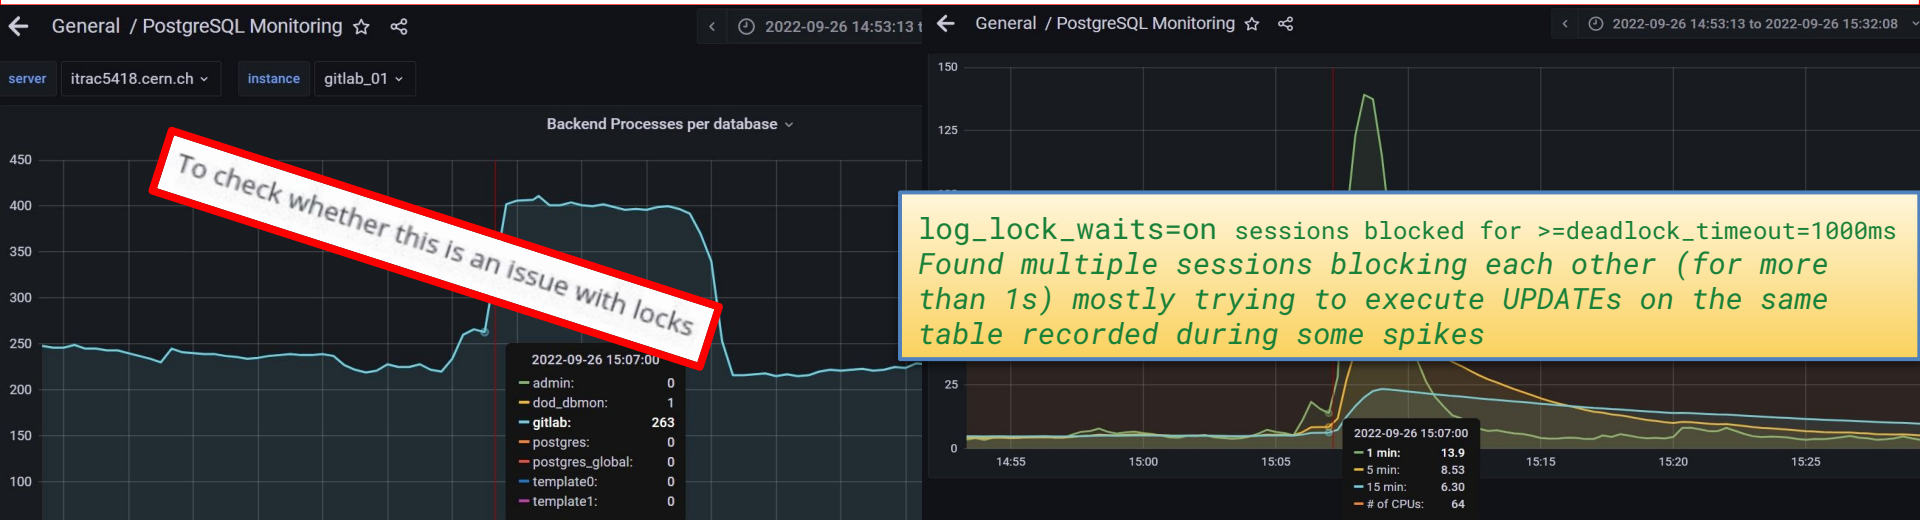 General / PostgreSQL Monitoring
2022-09-26 14:53:13 t
server itrac5418.cern.ch instance gitlab_01
Backend Processes per database
450
400
350
300
250
200
150
100
To check whether this is an issue with locks
2022-09-26 15:07:00
admin: 0
dod_dbmon: 1
gitlab: 263
postgres: 0
postgres_global: 0
template0: 0
template1: 0
General / PostgreSQL Monitoring
2022-09-26 14:53:13 to 2022-09-26 15:32:08
150
125
log_lock_waits=on sessions blocked for >=deadlock_timeout=1000ms
Found multiple sessions blocking each other (for more
than 1s) mostly trying to execute UPDATEs on the same
table recorded during some spikes
25
0
14:55 15:00 15:05 15:15 15:20 15:25
2022-09-26 15:07:00
1 min: 13.9
5 min: 8.53
15 min: 6.30
# of CPUs: 64